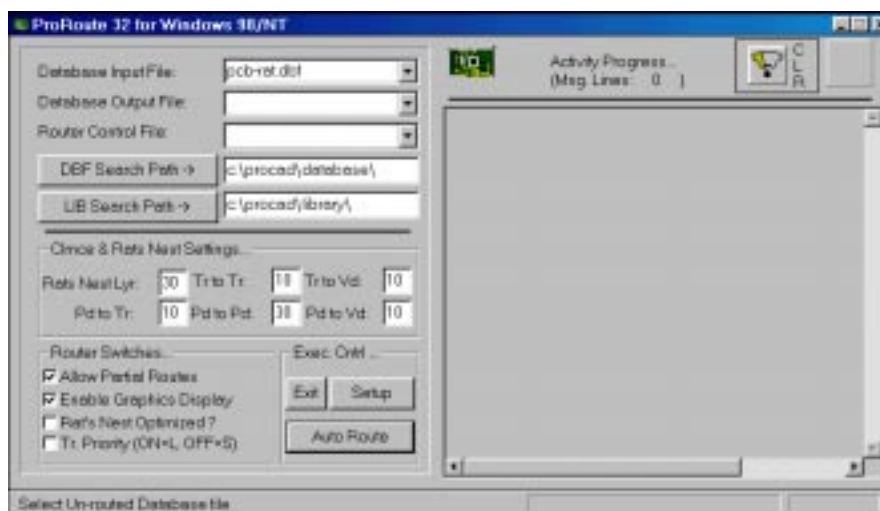 ProRoute 32 for Windows 98/NT
Database Input File: pcb-rat.dbf
Database Output File:
Router Control File:
DBF Search Path -> c:\procad\database\
LIB Search Path -> c:\procad\library\
Clrnce & Rats Nest Settings...
Rats Nest Lyr: 30 Tr to Tr: 10 Tr to Vd: 10
Pd to Tr: 10 Pd to Pd: Pd to Vd: 10
Router Switches...
Allow Partial Routes
Enable Graphics Display
Rat's Nest Optimized ?
Tr. Priority (ON=L, OFF=S)
Exec. Cntrl ...
Exit Setup
Auto Route
Activity Progress...
(Msg. Lines: 0 )
CLR
Select Un-routed Database file